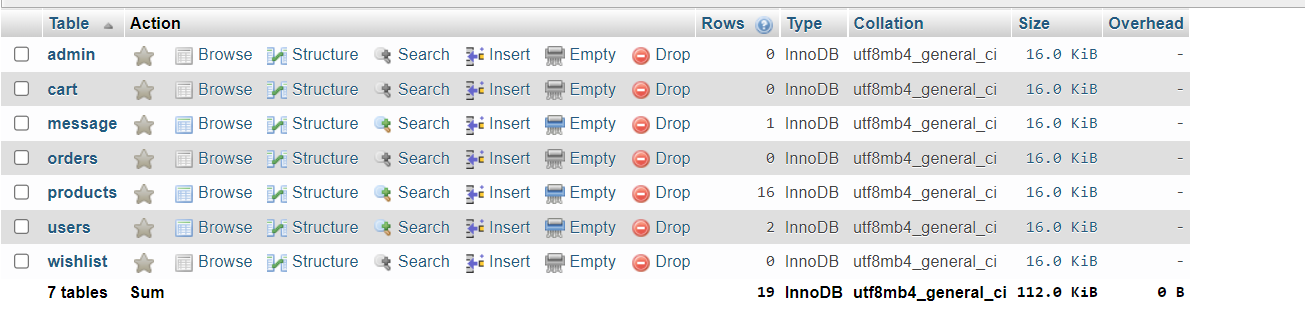 Table Action Rows Type Collation Size Overhead
admin Browse Structure Search Insert Empty Drop 0 InnoDB utf8mb4_general_ci 16.0 KiB -
cart Browse Structure Search Insert Empty Drop 0 InnoDB utf8mb4_general_ci 16.0 KiB -
message Browse Structure Search Insert Empty Drop 1 InnoDB utf8mb4_general_ci 16.0 KiB -
orders Browse Structure Search Insert Empty Drop 0 InnoDB utf8mb4_general_ci 16.0 KiB -
products Browse Structure Search Insert Empty Drop 16 InnoDB utf8mb4_general_ci 16.0 KiB -
users Browse Structure Search Insert Empty Drop 2 InnoDB utf8mb4_general_ci 16.0 KiB -
wishlist Browse Structure Search Insert Empty Drop 0 InnoDB utf8mb4_general_ci 16.0 KiB -
7 tables Sum 19 InnoDB utf8mb4_general_ci 112.0 KiB 0 B